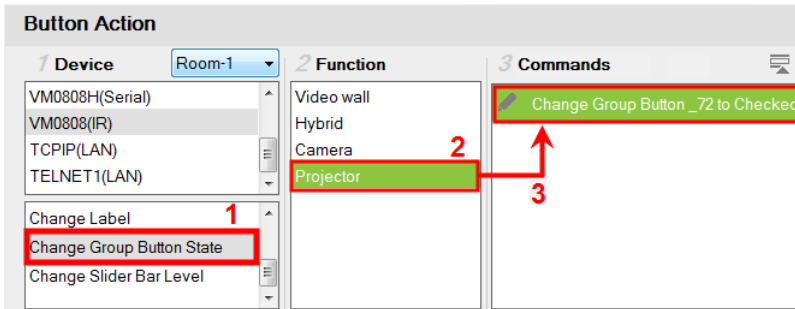 Button Action
1 Device Room-1
2 Function
3 Commands
VM0808H(Serial)
VM0808(IR)
TCPIP(LAN)
TELNET1(LAN)
Change Label
1
Change Group Button State
Change Slider Bar Level
Video wall
Hybrid
Camera
2
Projector
Change Group Button _72 to Checked
3